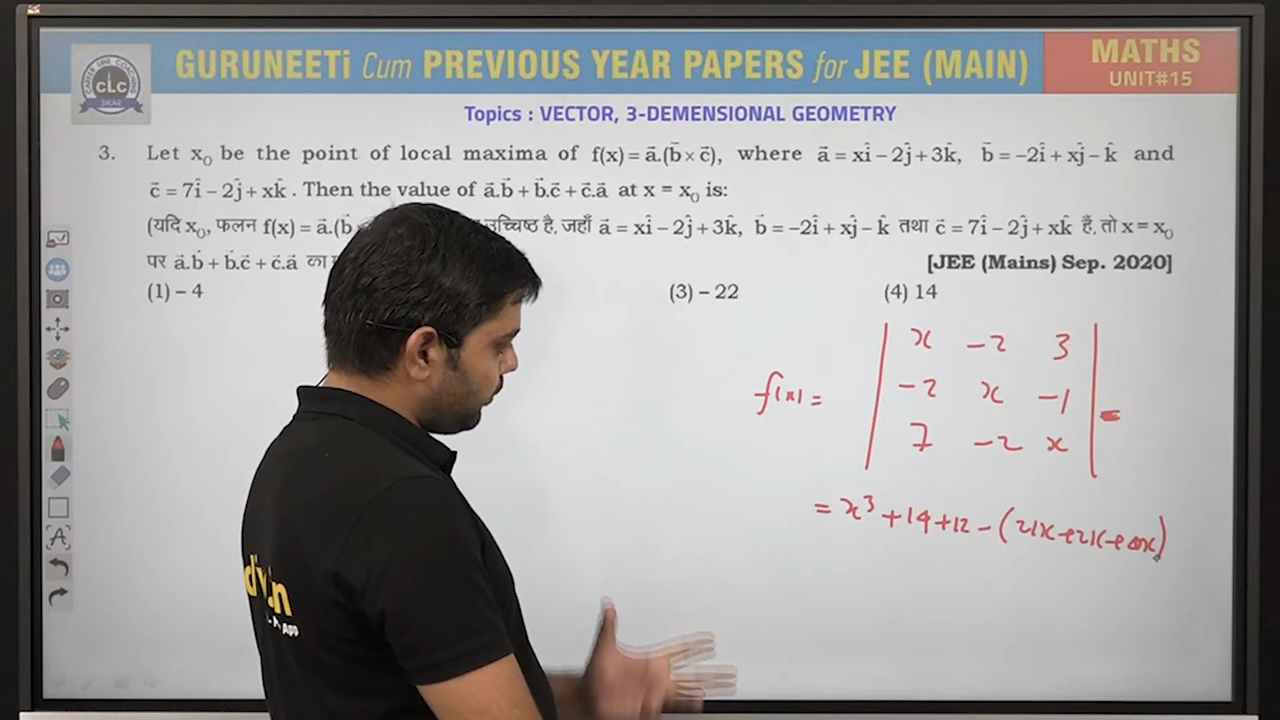 GURUNEETi Cum PREVIOUS YEAR PAPERS for JEE (MAIN)
MATHS
UNIT#15
CLC
SIKAR
Topics : VECTOR, 3-DEMENSIONAL GEOMETRY
3. Let x₀ be the point of local maxima of f(x) = a⃗.(b⃗ × c⃗), where a⃗ = xî − 2ĵ + 3k̂, b⃗ = −2î + xĵ − k̂ and
c⃗ = 7î − 2ĵ + xk̂ . Then the value of a⃗.b⃗ + b⃗.c⃗ + c⃗.a⃗ at x = x₀ is:
(यदि x₀, फलन f(x) = a⃗.(b⃗ उच्चिष्ठ है, जहाँ a⃗ = xî − 2ĵ + 3k̂, b⃗ = −2î + xĵ − k̂ तथा c⃗ = 7î − 2ĵ + xk̂ हैं, तो x = x₀
पर a⃗.b⃗ + b⃗.c⃗ + c⃗.a⃗ का
[JEE (Mains) Sep. 2020]
(1) – 4 (3) – 22 (4) 14
x −2 3
f(x) = −2 x −1 =
7 −2 x
= x³ + 14 + 12 − (21x + 2x + 4x)